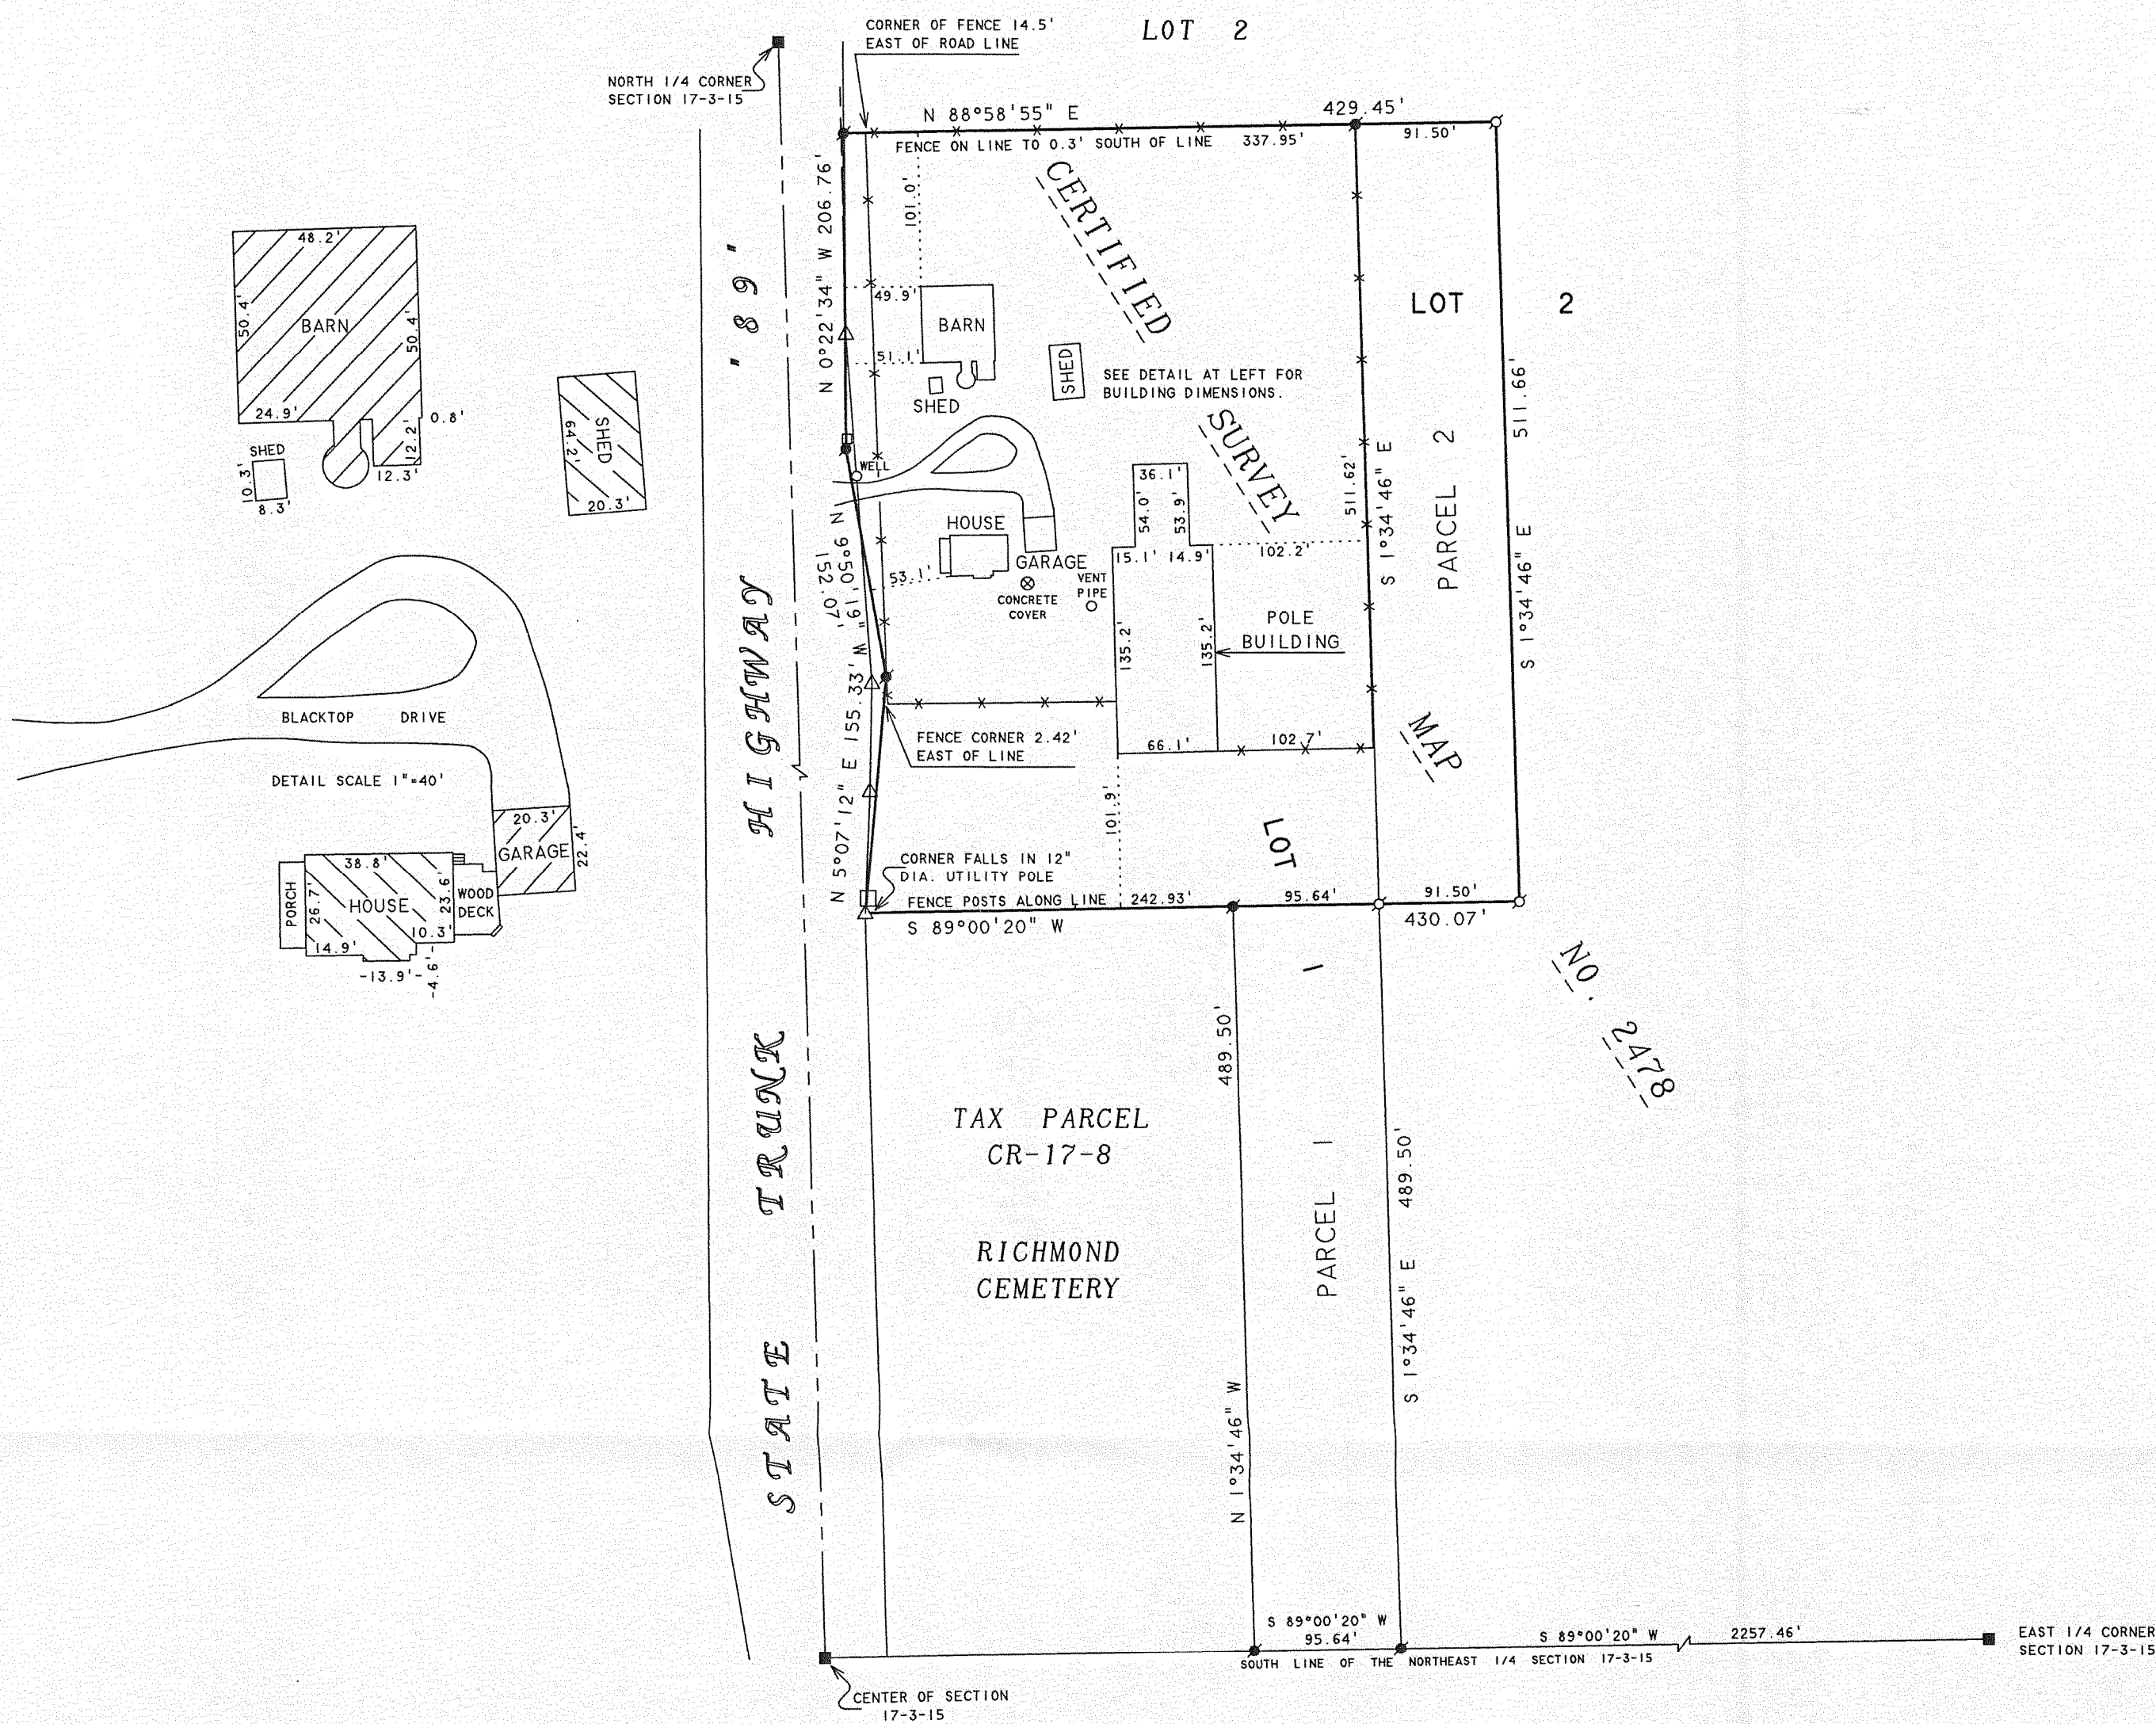 CORNER OF FENCE 14.5'
EAST OF ROAD LINE
LOT 2
NORTH 1/4 CORNER
SECTION 17-3-15
N 88°58'55" E
429.45'
FENCE ON LINE TO 0.3' SOUTH OF LINE
337.95'
91.50'
N 0°22'34" W 206.76'
101.0'
CERTIFIED
"89"
49.9'
BARN
51.1'
SHED
SHED
SEE DETAIL AT LEFT FOR
BUILDING DIMENSIONS.
LOT 2
511.66'
S 1°34'46" E
PARCEL 2
511.62'
S 1°34'46" E
SURVEY
48.2'
50.4'
BARN
50.4'
24.9'
0.8'
12.2'
12.3'
SHED
10.3'
8.3'
SHED
64.2'
20.3'
WELL
N 9°50'19" W
152.07'
HOUSE
GARAGE
53.1'
CONCRETE
COVER
VENT
PIPE
36.1'
54.0'
53.9'
15.1'
14.9'
102.2'
135.2'
135.2'
POLE
BUILDING
66.1'
102.7'
MAP
BLACKTOP DRIVE
DETAIL SCALE 1"=40'
20.3'
GARAGE
22.4'
38.8'
PORCH
26.7'
HOUSE
23.6'
WOOD
DECK
10.3'
14.9'
-13.9'-
-4.6'-
HIGHWAY
N 5°07'12" E 155.33'
FENCE CORNER 2.42'
EAST OF LINE
101.9'
LOT
1
CORNER FALLS IN 12"
DIA. UTILITY POLE
FENCE POSTS ALONG LINE
242.93'
95.64'
91.50'
S 89°00'20" W
430.07'
NO. 2478
TRUNK
489.50'
TAX PARCEL
CR-17-8
PARCEL 1
489.50'
RICHMOND
CEMETERY
S 1°34'46" E
STATE
N 1°34'46" W
S 89°00'20" W
95.64'
S 89°00'20" W
2257.46'
EAST 1/4 CORNER
SECTION 17-3-15
SOUTH LINE OF THE NORTHEAST 1/4 SECTION 17-3-15
CENTER OF SECTION
17-3-15